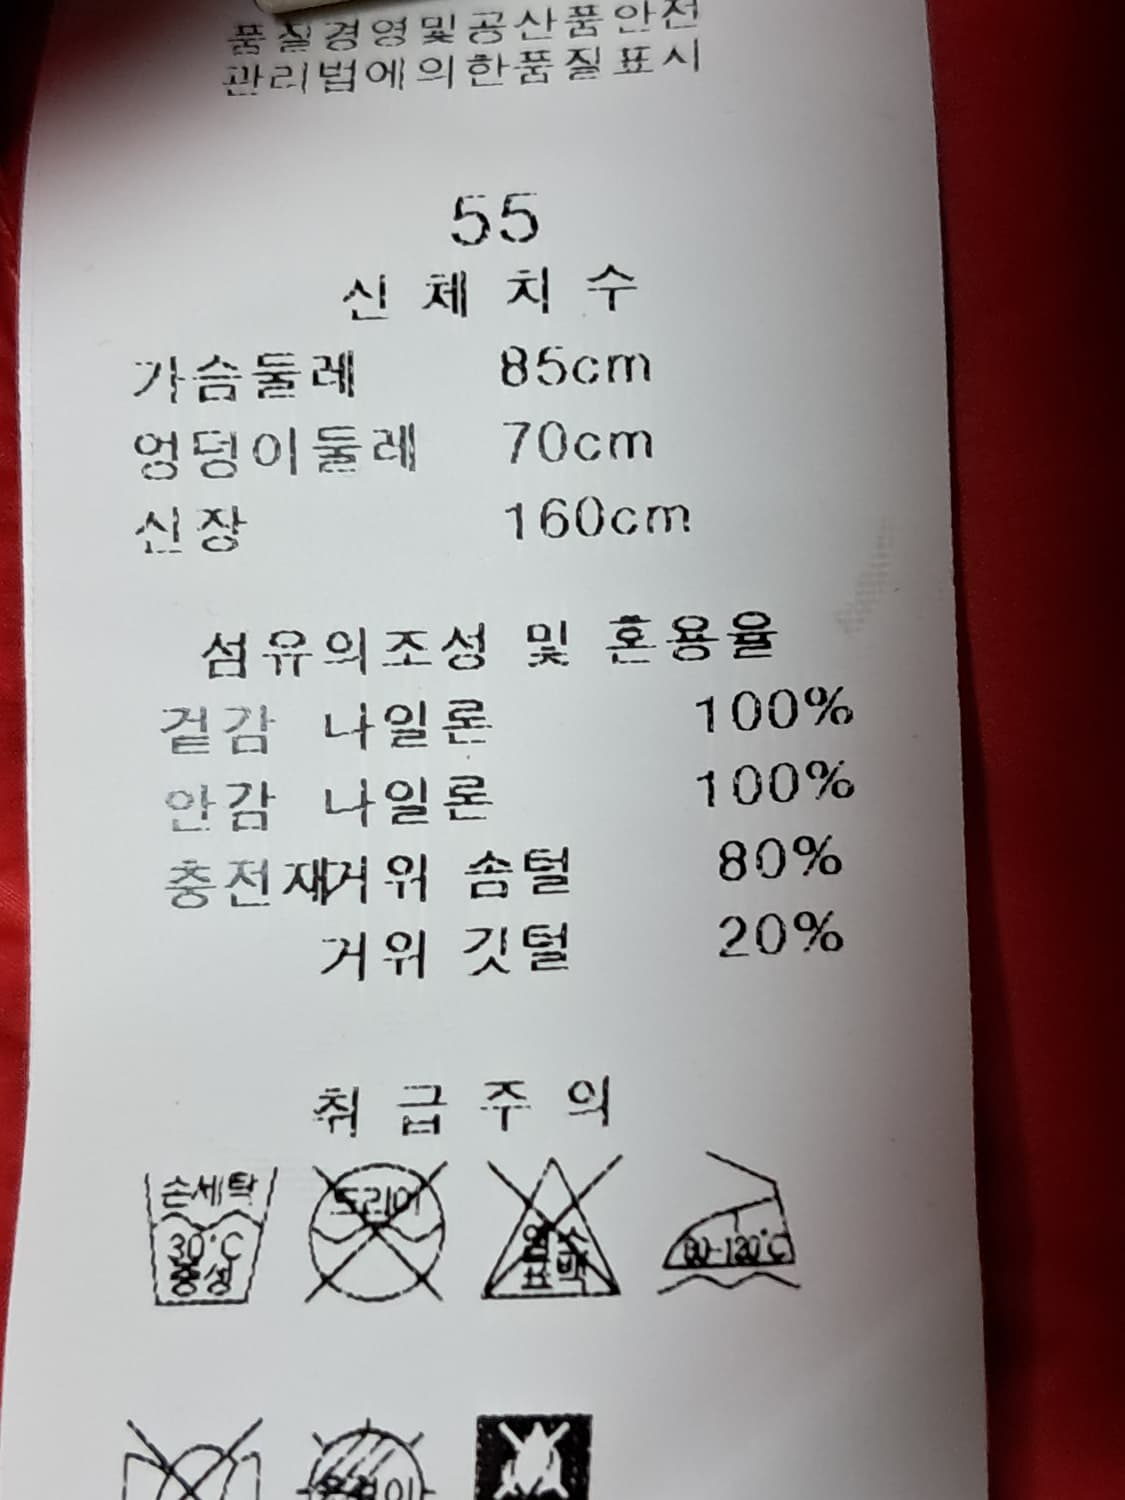 품질경영및공산품안전
관리법에의한품질표시
55
신 체 치 수
가슴둘레 85cm
엉덩이둘레 70cm
신장 160cm
섬유의조성 및 혼용율
겉감 나일론 100%
안감 나일론 100%
충전재거위 솜털 80%
거위 깃털 20%
취 급 주 의
손세탁 드라이 염소
30°C 표백 80-120°C
중성